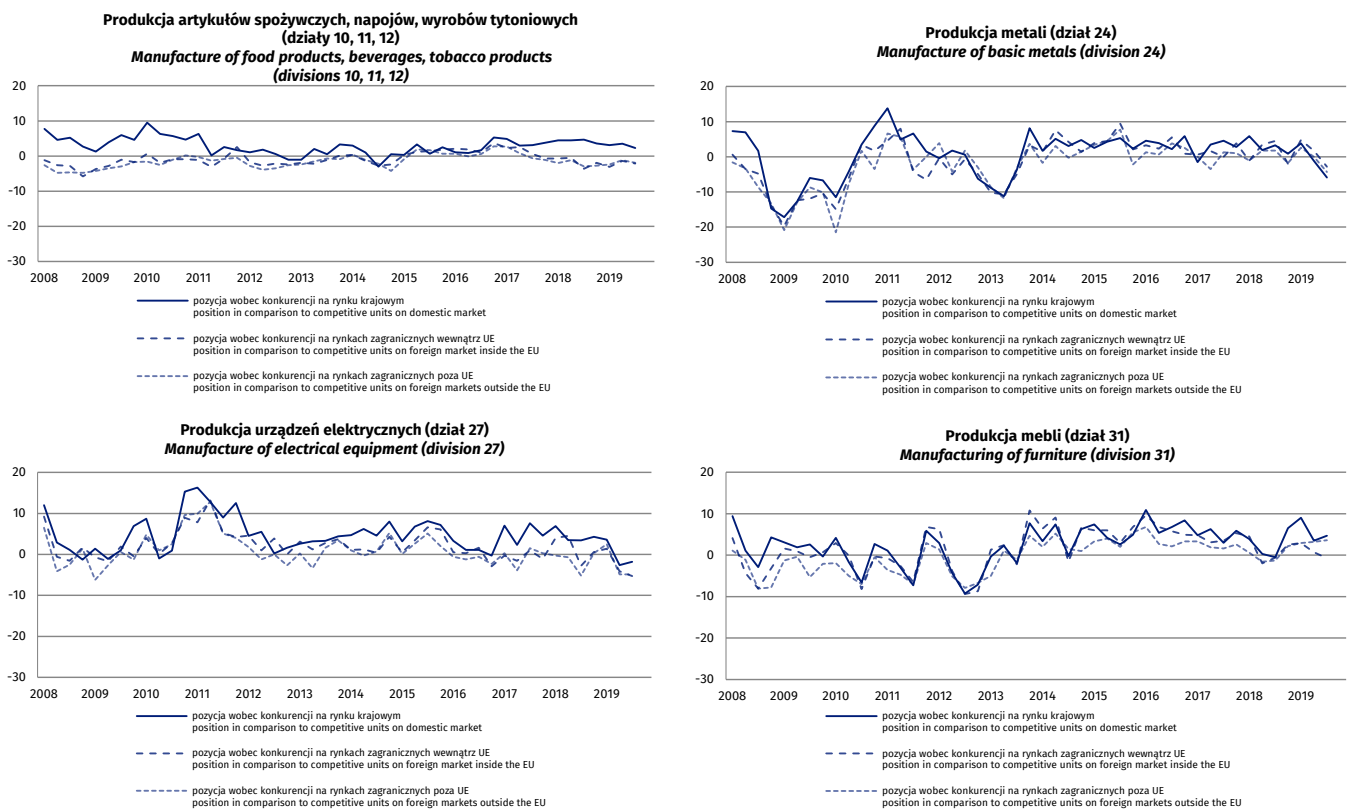 Produkcja artykułów spożywczych, napojów, wyrobów tytoniowych
(działy 10, 11, 12)
Manufacture of food products, beverages, tobacco products
(divisions 10, 11, 12)
20
10
0
-10
-20
-30
2008 2009 2010 2011 2012 2013 2014 2015 2016 2017 2018 2019
pozycja wobec konkurencji na rynku krajowym
position in comparison to competitive units on domestic market
pozycja wobec konkurencji na rynkach zagranicznych wewnątrz UE
position in comparison to competitive units on foreign market inside the EU
pozycja wobec konkurencji na rynkach zagranicznych poza UE
position in comparison to competitive units on foreign markets outside the EU
Produkcja metali (dział 24)
Manufacture of basic metals (division 24)
20
10
0
-10
-20
-30
2008 2009 2010 2011 2012 2013 2014 2015 2016 2017 2018 2019
pozycja wobec konkurencji na rynku krajowym
position in comparison to competitive units on domestic market
pozycja wobec konkurencji na rynkach zagranicznych wewnątrz UE
position in comparison to competitive units on foreign market inside the EU
pozycja wobec konkurencji na rynkach zagranicznych poza UE
position in comparison to competitive units on foreign markets outside the EU
Produkcja urządzeń elektrycznych (dział 27)
Manufacture of electrical equipment (division 27)
20
10
0
-10
-20
-30
2008 2009 2010 2011 2012 2013 2014 2015 2016 2017 2018 2019
pozycja wobec konkurencji na rynku krajowym
position in comparison to competitive units on domestic market
pozycja wobec konkurencji na rynkach zagranicznych wewnątrz UE
position in comparison to competitive units on foreign market inside the EU
pozycja wobec konkurencji na rynkach zagranicznych poza UE
position in comparison to competitive units on foreign markets outside the EU
Produkcja mebli (dział 31)
Manufacturing of furniture (division 31)
20
10
0
-10
-20
-30
2008 2009 2010 2011 2012 2013 2014 2015 2016 2017 2018 2019
pozycja wobec konkurencji na rynku krajowym
position in comparison to competitive units on domestic market
pozycja wobec konkurencji na rynkach zagranicznych wewnątrz UE
position in comparison to competitive units on foreign market inside the EU
pozycja wobec konkurencji na rynkach zagranicznych poza UE
position in comparison to competitive units on foreign markets outside the EU